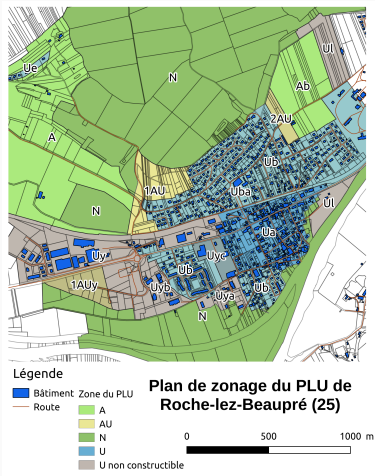 Ue
N
Ul
Ab
2AU
A
Ub
1AU
Uba
N
Ul
Ua
Uy
Uyc
Ub
1AUy
Uyb
Uya
Ub
N
Légende
Bâtiment
Route
Zone du PLU
A
AU
N
U
U non constructible
Plan de zonage du PLU de
Roche-lez-Beaupré (25)
0 500 1000 m